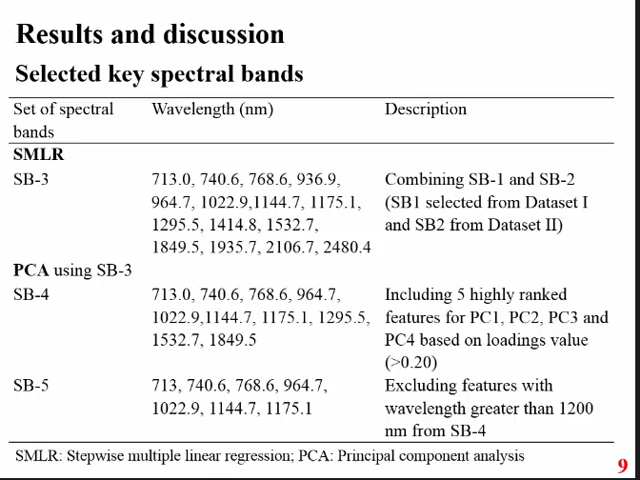 Results and discussion
Selected key spectral bands
Set of spectral bands Wavelength (nm) Description
SMLR
SB-3 713.0, 740.6, 768.6, 936.9, Combining SB-1 and SB-2
964.7, 1022.9,1144.7, 1175.1, (SB1 selected from Dataset I
1295.5, 1414.8, 1532.7, and SB2 from Dataset II)
1849.5, 1935.7, 2106.7, 2480.4
PCA using SB-3
SB-4 713.0, 740.6, 768.6, 964.7, Including 5 highly ranked
1022.9,1144.7, 1175.1, 1295.5, features for PC1, PC2, PC3 and
1532.7, 1849.5 PC4 based on loadings value
(>0.20)
SB-5 713, 740.6, 768.6, 964.7, Excluding features with
1022.9, 1144.7, 1175.1 wavelength greater than 1200
nm from SB-4
SMLR: Stepwise multiple linear regression; PCA: Principal component analysis
9